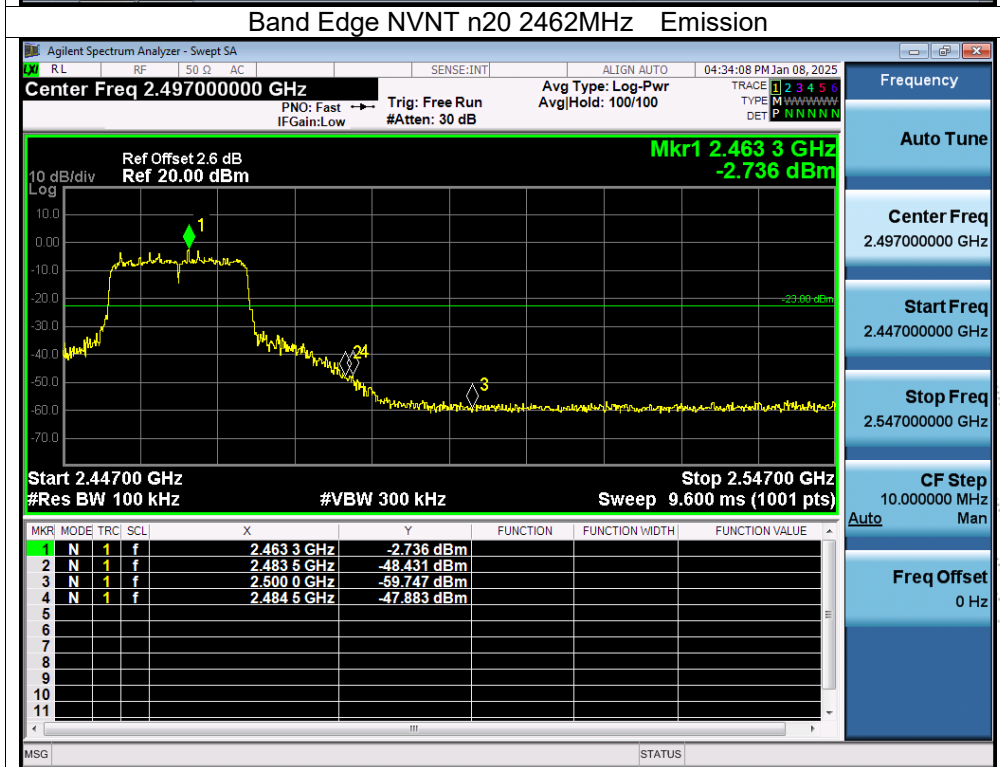 Band Edge NVNT n20 2462MHz Emission
Agilent Spectrum Analyzer - Swept SA
LXI RL RF 50 Ω AC SENSE:INT ALIGN AUTO 04:34:08 PM Jan 08, 2025
Center Freq 2.497000000 GHz
PNO: Fast
IFGain:Low
Trig: Free Run
#Atten: 30 dB
Avg Type: Log-Pwr
Avg|Hold: 100/100
TRACE 1 2 3 4 5 6
TYPE M WWWWW
DET P N N N N N
Mkr1 2.463 3 GHz
-2.736 dBm
Ref Offset 2.6 dB
10 dB/div Ref 20.00 dBm
Log
10.0
0.00
-10.0
-20.0
-30.0
-40.0
-50.0
-60.0
-70.0
1
-23.00 dBm
24
3
Start 2.44700 GHz Stop 2.54700 GHz
#Res BW 100 kHz #VBW 300 kHz Sweep 9.600 ms (1001 pts)
MKR MODE TRC SCL X Y FUNCTION FUNCTION WIDTH FUNCTION VALUE
1 N 1 f 2.463 3 GHz -2.736 dBm
2 N 1 f 2.483 5 GHz -48.431 dBm
3 N 1 f 2.500 0 GHz -59.747 dBm
4 N 1 f 2.484 5 GHz -47.883 dBm
5
6
7
8
9
10
11
MSG STATUS
Frequency
Auto Tune
Center Freq
2.497000000 GHz
Start Freq
2.447000000 GHz
Stop Freq
2.547000000 GHz
CF Step
10.000000 MHz
Auto Man
Freq Offset
0 Hz